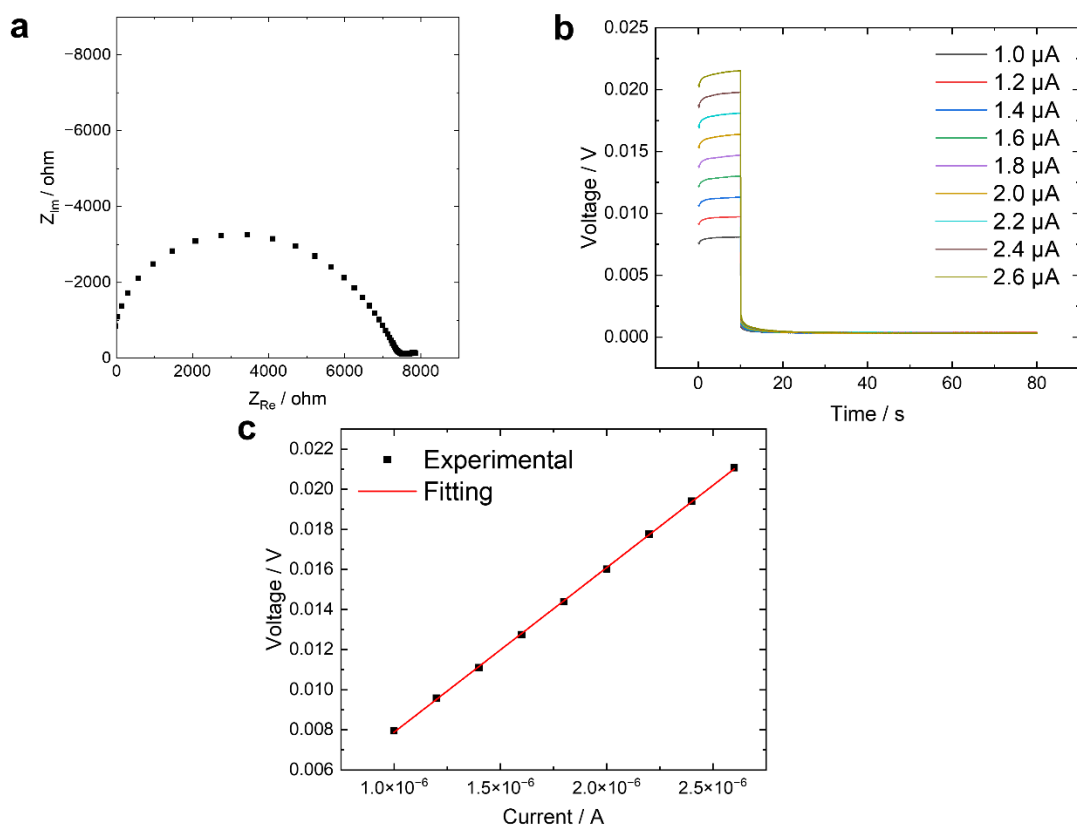 a
−8000
−6000
−4000
−2000
0
Z_Im / ohm
0 2000 4000 6000 8000
Z_Re / ohm
b
0.025
0.020
0.015
0.010
0.005
0.000
Voltage / V
1.0 µA
1.2 µA
1.4 µA
1.6 µA
1.8 µA
2.0 µA
2.2 µA
2.4 µA
2.6 µA
0 20 40 60 80
Time / s
c
0.022
0.020
0.018
0.016
0.014
0.012
0.010
0.008
0.006
Voltage / V
Experimental
Fitting
1.0×10⁻⁶ 1.5×10⁻⁶ 2.0×10⁻⁶ 2.5×10⁻⁶
Current / A